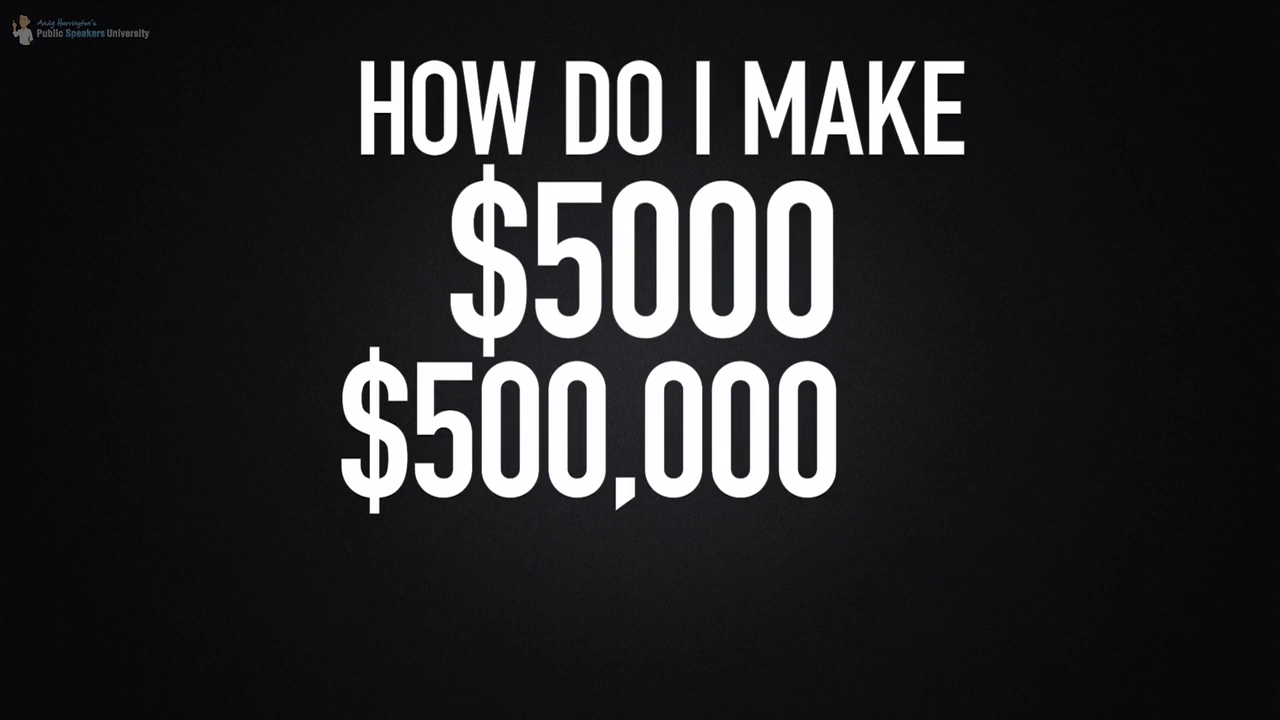 Andy Harrington's
Public Speakers University
HOW DO I MAKE
$5000
$500,000